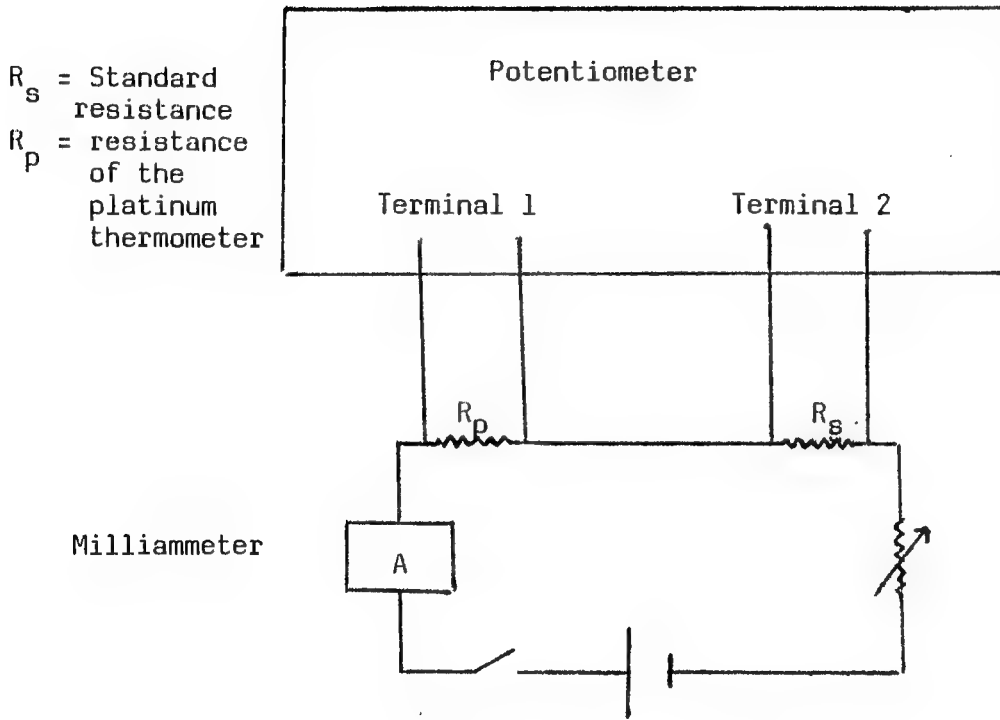 Potentiometer
R_s = Standard
resistance
R_p = resistance
of the
platinum
thermometer
Terminal 1
Terminal 2
R_p
R_s
Milliammeter
A